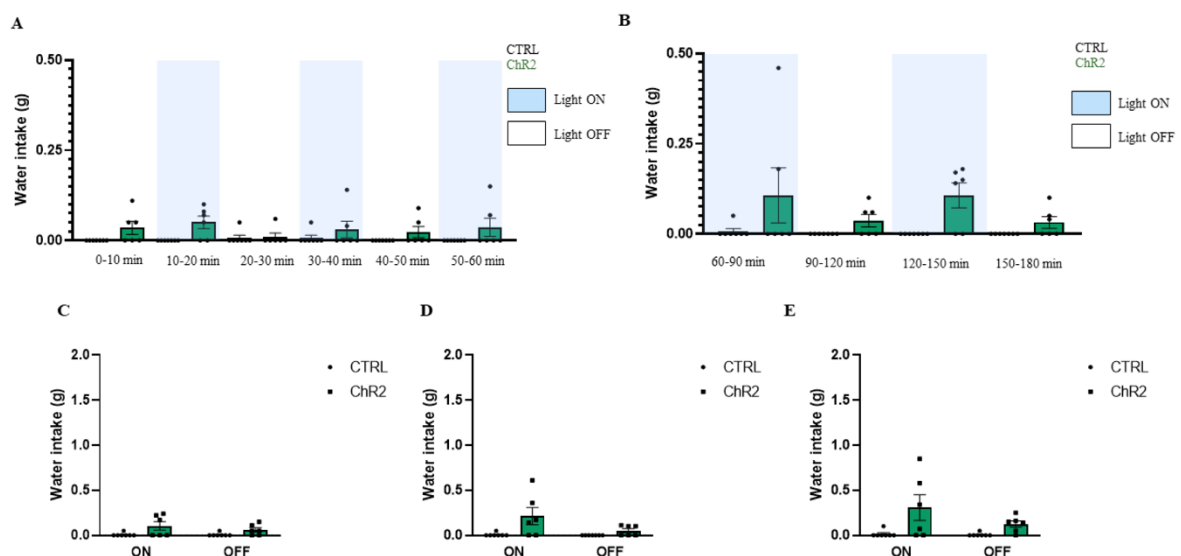 A
B
CTRL
ChR2
Light ON
Light OFF
Water intake (g)
0.50
0.25
0.00
0-10 min
10-20 min
20-30 min
30-40 min
40-50 min
50-60 min
CTRL
ChR2
Light ON
Light OFF
Water intake (g)
0.50
0.25
0.00
60-90 min
90-120 min
120-150 min
150-180 min
C
D
E
Water intake (g)
2.0
1.5
1.0
0.5
0.0
ON
OFF
CTRL
ChR2
Water intake (g)
2.0
1.5
1.0
0.5
0.0
ON
OFF
CTRL
ChR2
Water intake (g)
2.0
1.5
1.0
0.5
0.0
ON
OFF
CTRL
ChR2